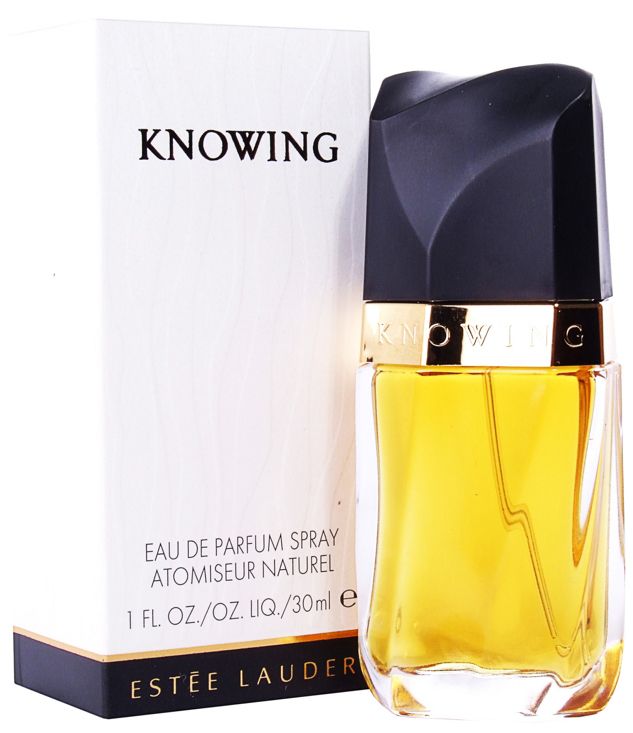 KNOWING
EAU DE PARFUM SPRAY
ATOMISEUR NATUREL
1 FL. OZ./OZ. LIQ./30ml ℮
ESTĒE LAUDER
KNOWING